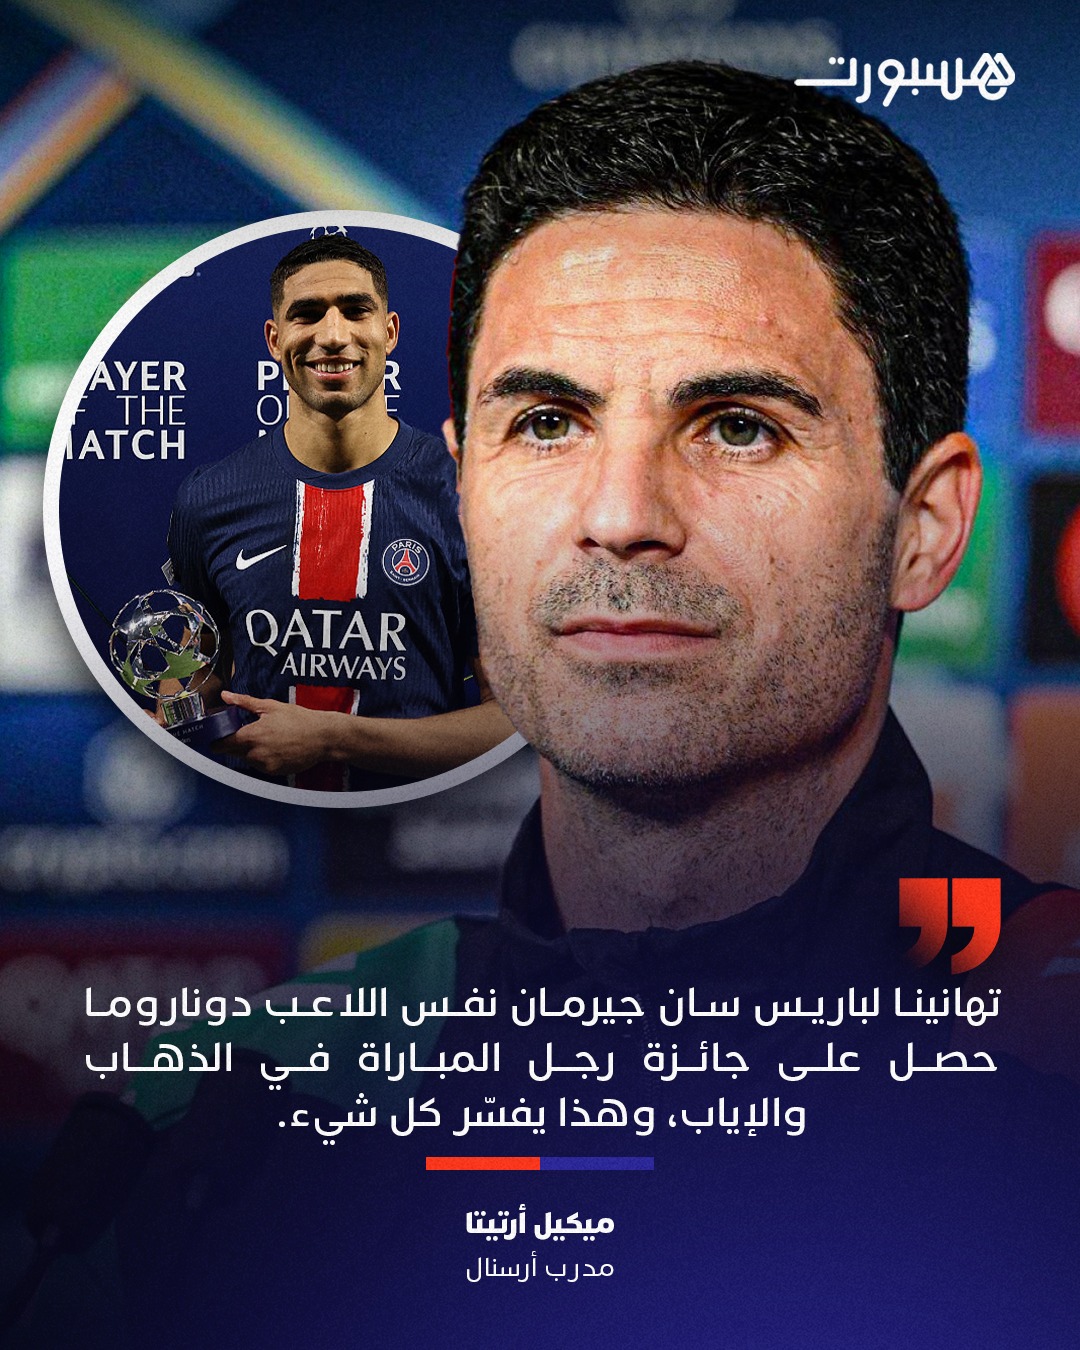 هسبورت
AYER
F THE
MATCH
QATAR
AIRWAYS
PARIS
تهانينا لباريس سان جيرمان نفس اللاعب دوناروما
حصل على جائزة رجل المباراة في الذهاب
والإياب، وهذا يفسّر كل شيء.
ميكيل أرتيتا
مدرب أرسنال